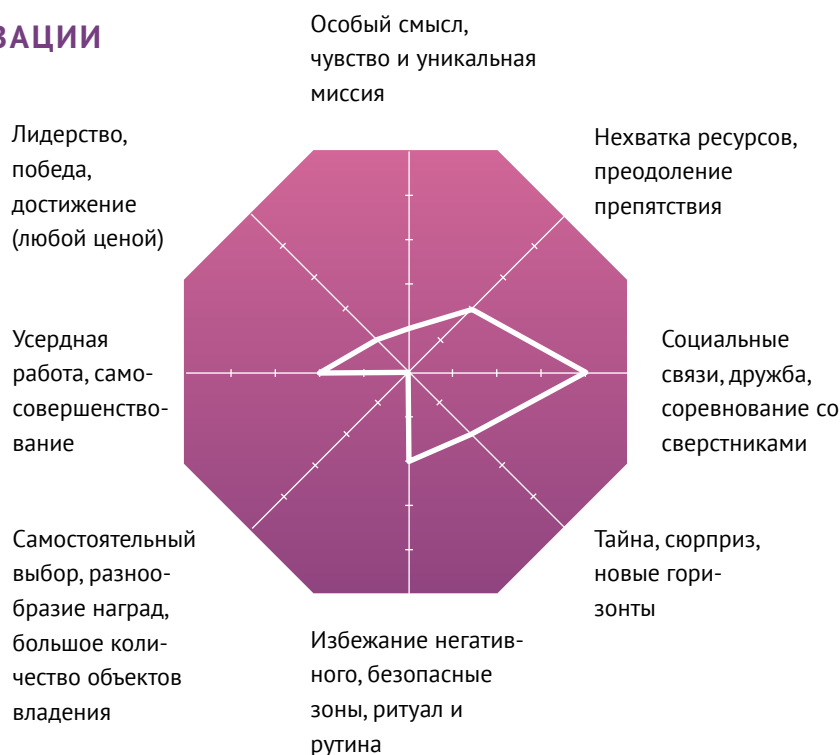 ЗАЦИИ
Особый смысл,
чувство и уникальная
миссия
Лидерство,
победа,
достижение
(любой ценой)
Нехватка ресурсов,
преодоление
препятствия
Усердная
работа, само-
совершенство-
вание
Социальные
связи, дружба,
соревнование со
сверстниками
Самостоятельный
выбор, разноо-
бразие наград,
большое коли-
чество объектов
владения
Тайна, сюрприз,
новые гори-
зонты
Избежание негатив-
ного, безопасные
зоны, ритуал и
рутина